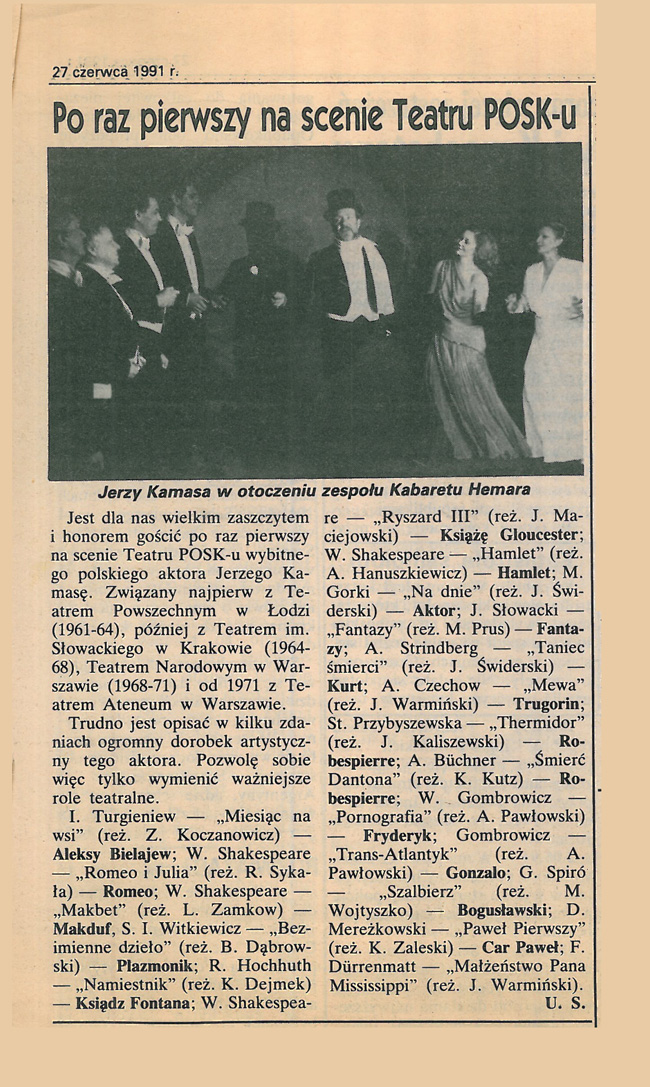 27 czerwca 1991 r.
Po raz pierwszy na scenie Teatru POSK-u
Jerzy Kamasa w otoczeniu zespołu Kabaretu Hemara
Jest dla nas wielkim zaszczytem
i honorem gościć po raz pierwszy
na scenie Teatru POSK-u wybitne-
go polskiego aktora Jerzego Ka-
masę. Związany najpierw z Te-
atrem Powszechnym w Łodzi
(1961-64), później z Teatrem im.
Słowackiego w Krakowie (1964-
68), Teatrem Narodowym w War-
szawie (1968-71) i od 1971 z Te-
atrem Ateneum w Warszawie.
Trudno jest opisać w kilku zda-
niach ogromny dorobek artystycz-
ny tego aktora. Pozwolę sobie
więc tylko wymienić ważniejsze
role teatralne.
I. Turgieniew — „Miesiąc na
wsi” (reż. Z. Koczanowicz) —
Aleksy Bielajew; W. Shakespeare
— „Romeo i Julia” (reż. R. Syka-
ła) — Romeo; W. Shakespeare —
„Makbet” (reż. L. Zamkow) —
Makduf, S. I. Witkiewicz — „Bez-
imienne dzieło” (reż. B. Dąbrow-
ski) — Plazmonik; R. Hochhuth
— „Namiestnik” (reż. K. Dejmek)
— Ksiądz Fontana; W. Shakespea-
re — „Ryszard III” (reż. J. Ma-
ciejowski) — Książę Gloucester;
W. Shakespeare — „Hamlet” (reż.
A. Hanuszkiewicz) — Hamlet; M.
Gorki — „Na dnie” (reż. J. Świ-
derski) — Aktor; J. Słowacki —
„Fantazy” (reż. M. Prus) — Fanta-
zy; A. Strindberg — „Taniec
śmierci” (reż. J. Świderski) —
Kurt; A. Czechow — „Mewa”
(reż. J. Warmiński) — Trugorin;
St. Przybyszewska — „Thermidor”
(reż. J. Kaliszewski) — Ro-
bespierre; A. Büchner — „Śmierć
Dantona” (reż. K. Kutz) — Ro-
bespierre; W. Gombrowicz —
„Pornografia” (reż. A. Pawłowski)
— Fryderyk; Gombrowicz —
„Trans-Atlantyk” (reż. A.
Pawłowski) — Gonzalo; G. Spiró
— „Szalbierz” (reż. M.
Wojtyszko) — Bogusławski; D.
Mereżkowski — „Paweł Pierwszy”
(reż. K. Zaleski) — Car Paweł; F.
Dürrenmatt — „Małżeństwo Pana
Mississippi” (reż. J. Warmiński).
U. S.